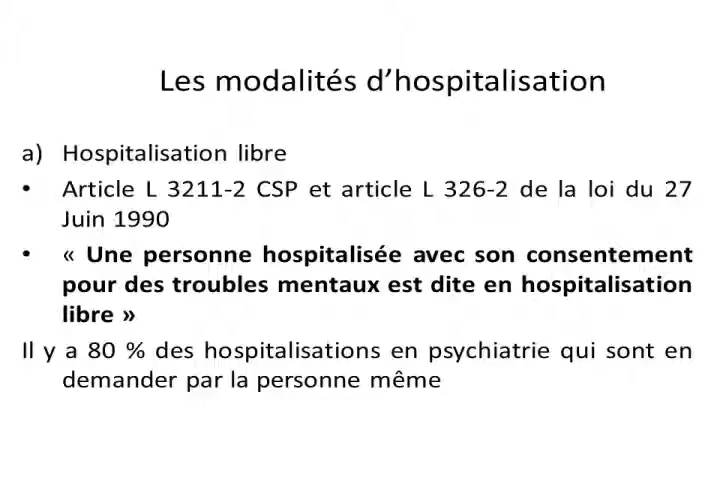 Les modalités d’hospitalisation
a) Hospitalisation libre
• Article L 3211-2 CSP et article L 326-2 de la loi du 27
Juin 1990
• « Une personne hospitalisée avec son consentement
pour des troubles mentaux est dite en hospitalisation
libre »
Il y a 80 % des hospitalisations en psychiatrie qui sont en
demander par la personne même